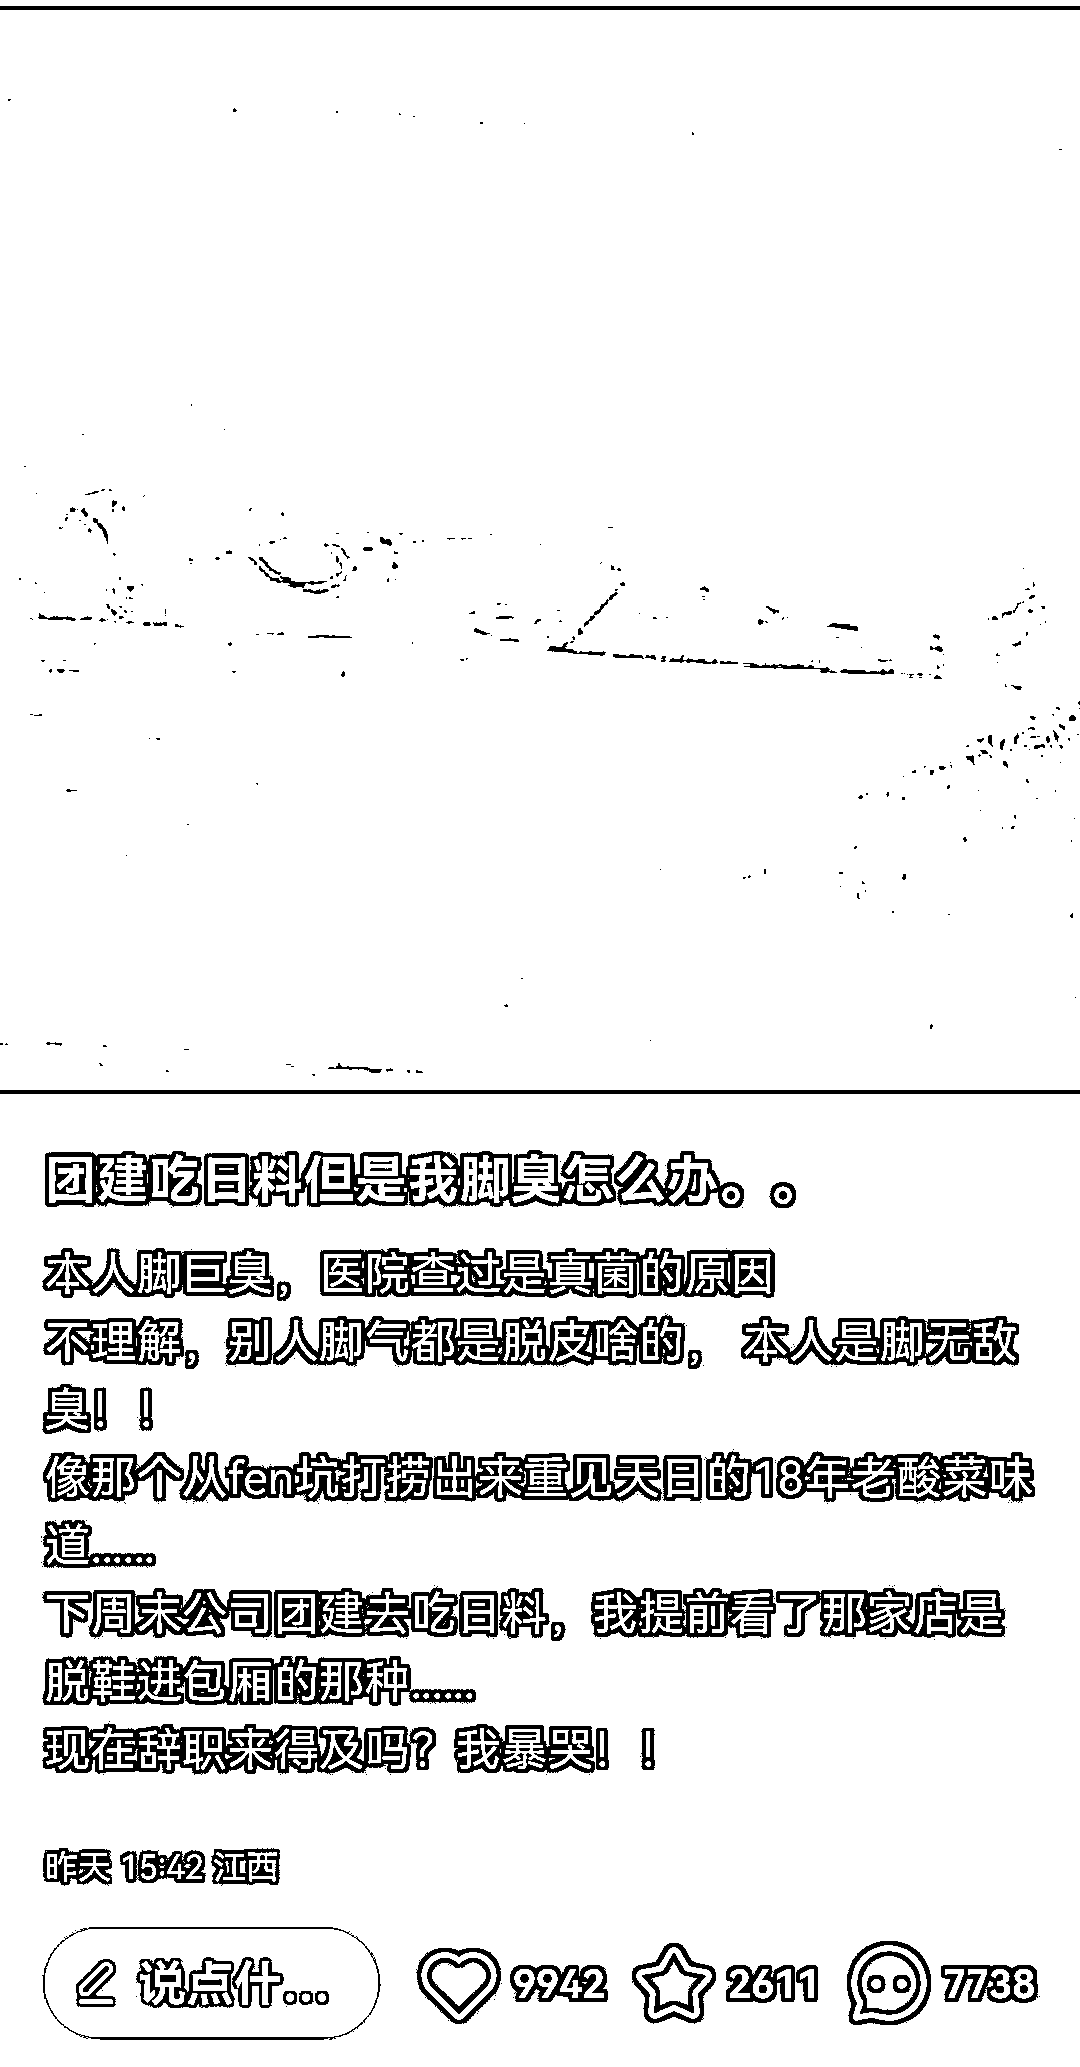 团建吃日料但是我脚臭怎么办。。
本人脚巨臭，医院查过是真菌的原因
不理解，别人脚气都是脱皮啥的， 本人是脚无敌
臭！！
像那个从fen坑打捞出来重见天日的18年老酸菜味
道......
下周末公司团建去吃日料，我提前看了那家店是
脱鞋进包厢的那种......
现在辞职来得及吗？我暴哭！！
昨天 15:42 江西
说点什... 9942 2611 7738